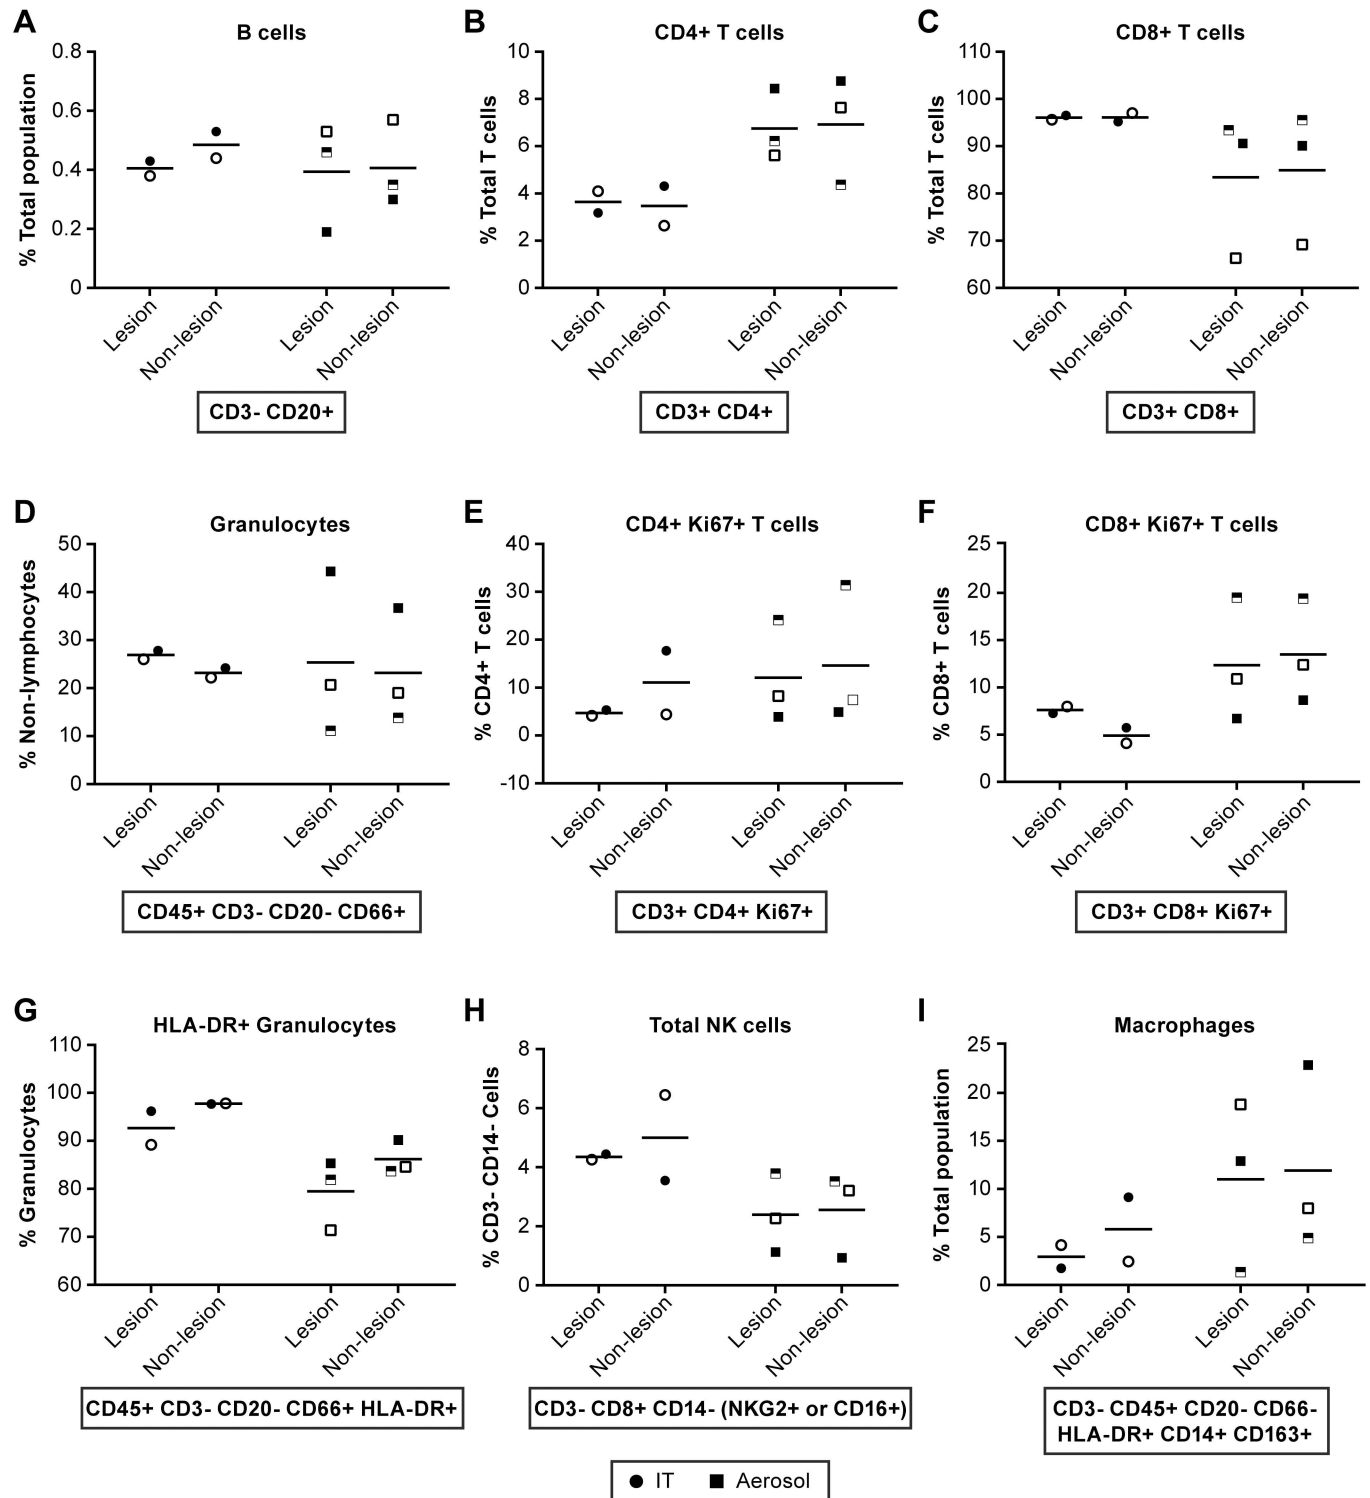 A
B cells
% Total population
0.8
0.6
0.4
0.2
0
Lesion
Non-lesion
Lesion
Non-lesion
CD3- CD20+
B
CD4+ T cells
% Total T cells
10
8
6
4
2
0
Lesion
Non-lesion
Lesion
Non-lesion
CD3+ CD4+
C
CD8+ T cells
% Total T cells
110
100
90
80
70
60
Lesion
Non-lesion
Lesion
Non-lesion
CD3+ CD8+
D
Granulocytes
% Non-lymphocytes
50
40
30
20
10
0
Lesion
Non-lesion
Lesion
Non-lesion
CD45+ CD3- CD20- CD66+
E
CD4+ Ki67+ T cells
% CD4+ T cells
40
30
20
10
0
-10
Lesion
Non-lesion
Lesion
Non-lesion
CD3+ CD4+ Ki67+
F
CD8+ Ki67+ T cells
% CD8+ T cells
25
20
15
10
5
0
Lesion
Non-lesion
Lesion
Non-lesion
CD3+ CD8+ Ki67+
G
HLA-DR+ Granulocytes
% Granulocytes
110
100
90
80
70
60
Lesion
Non-lesion
Lesion
Non-lesion
CD45+ CD3- CD20- CD66+ HLA-DR+
H
Total NK cells
% CD3- CD14- Cells
8
6
4
2
0
Lesion
Non-lesion
Lesion
Non-lesion
CD3- CD8+ CD14- (NKG2+ or CD16+)
I
Macrophages
% Total population
25
20
15
10
5
0
Lesion
Non-lesion
Lesion
Non-lesion
CD3- CD45+ CD20- CD66-
HLA-DR+ CD14+ CD163+
IT
Aerosol